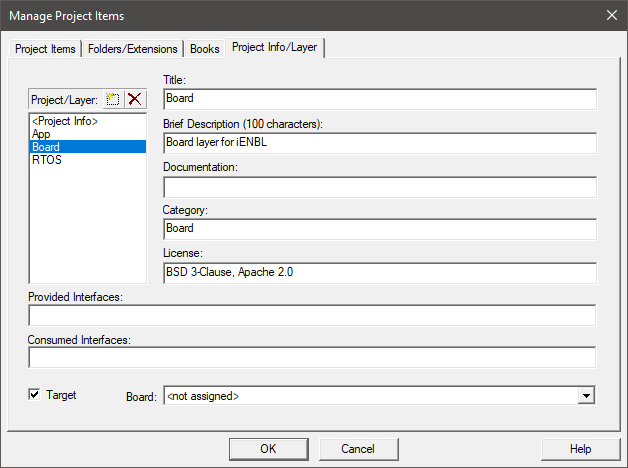 Manage Project Items
Project Items Folders/Extensions Books Project Info/Layer
Project/Layer:
<Project Info>
App
Board
RTOS
Title:
Board
Brief Description (100 characters):
Board layer for iENBL
Documentation:
Category:
Board
License:
BSD 3-Clause, Apache 2.0
Provided Interfaces:
Consumed Interfaces:
Target Board: <not assigned>
OK Cancel Help